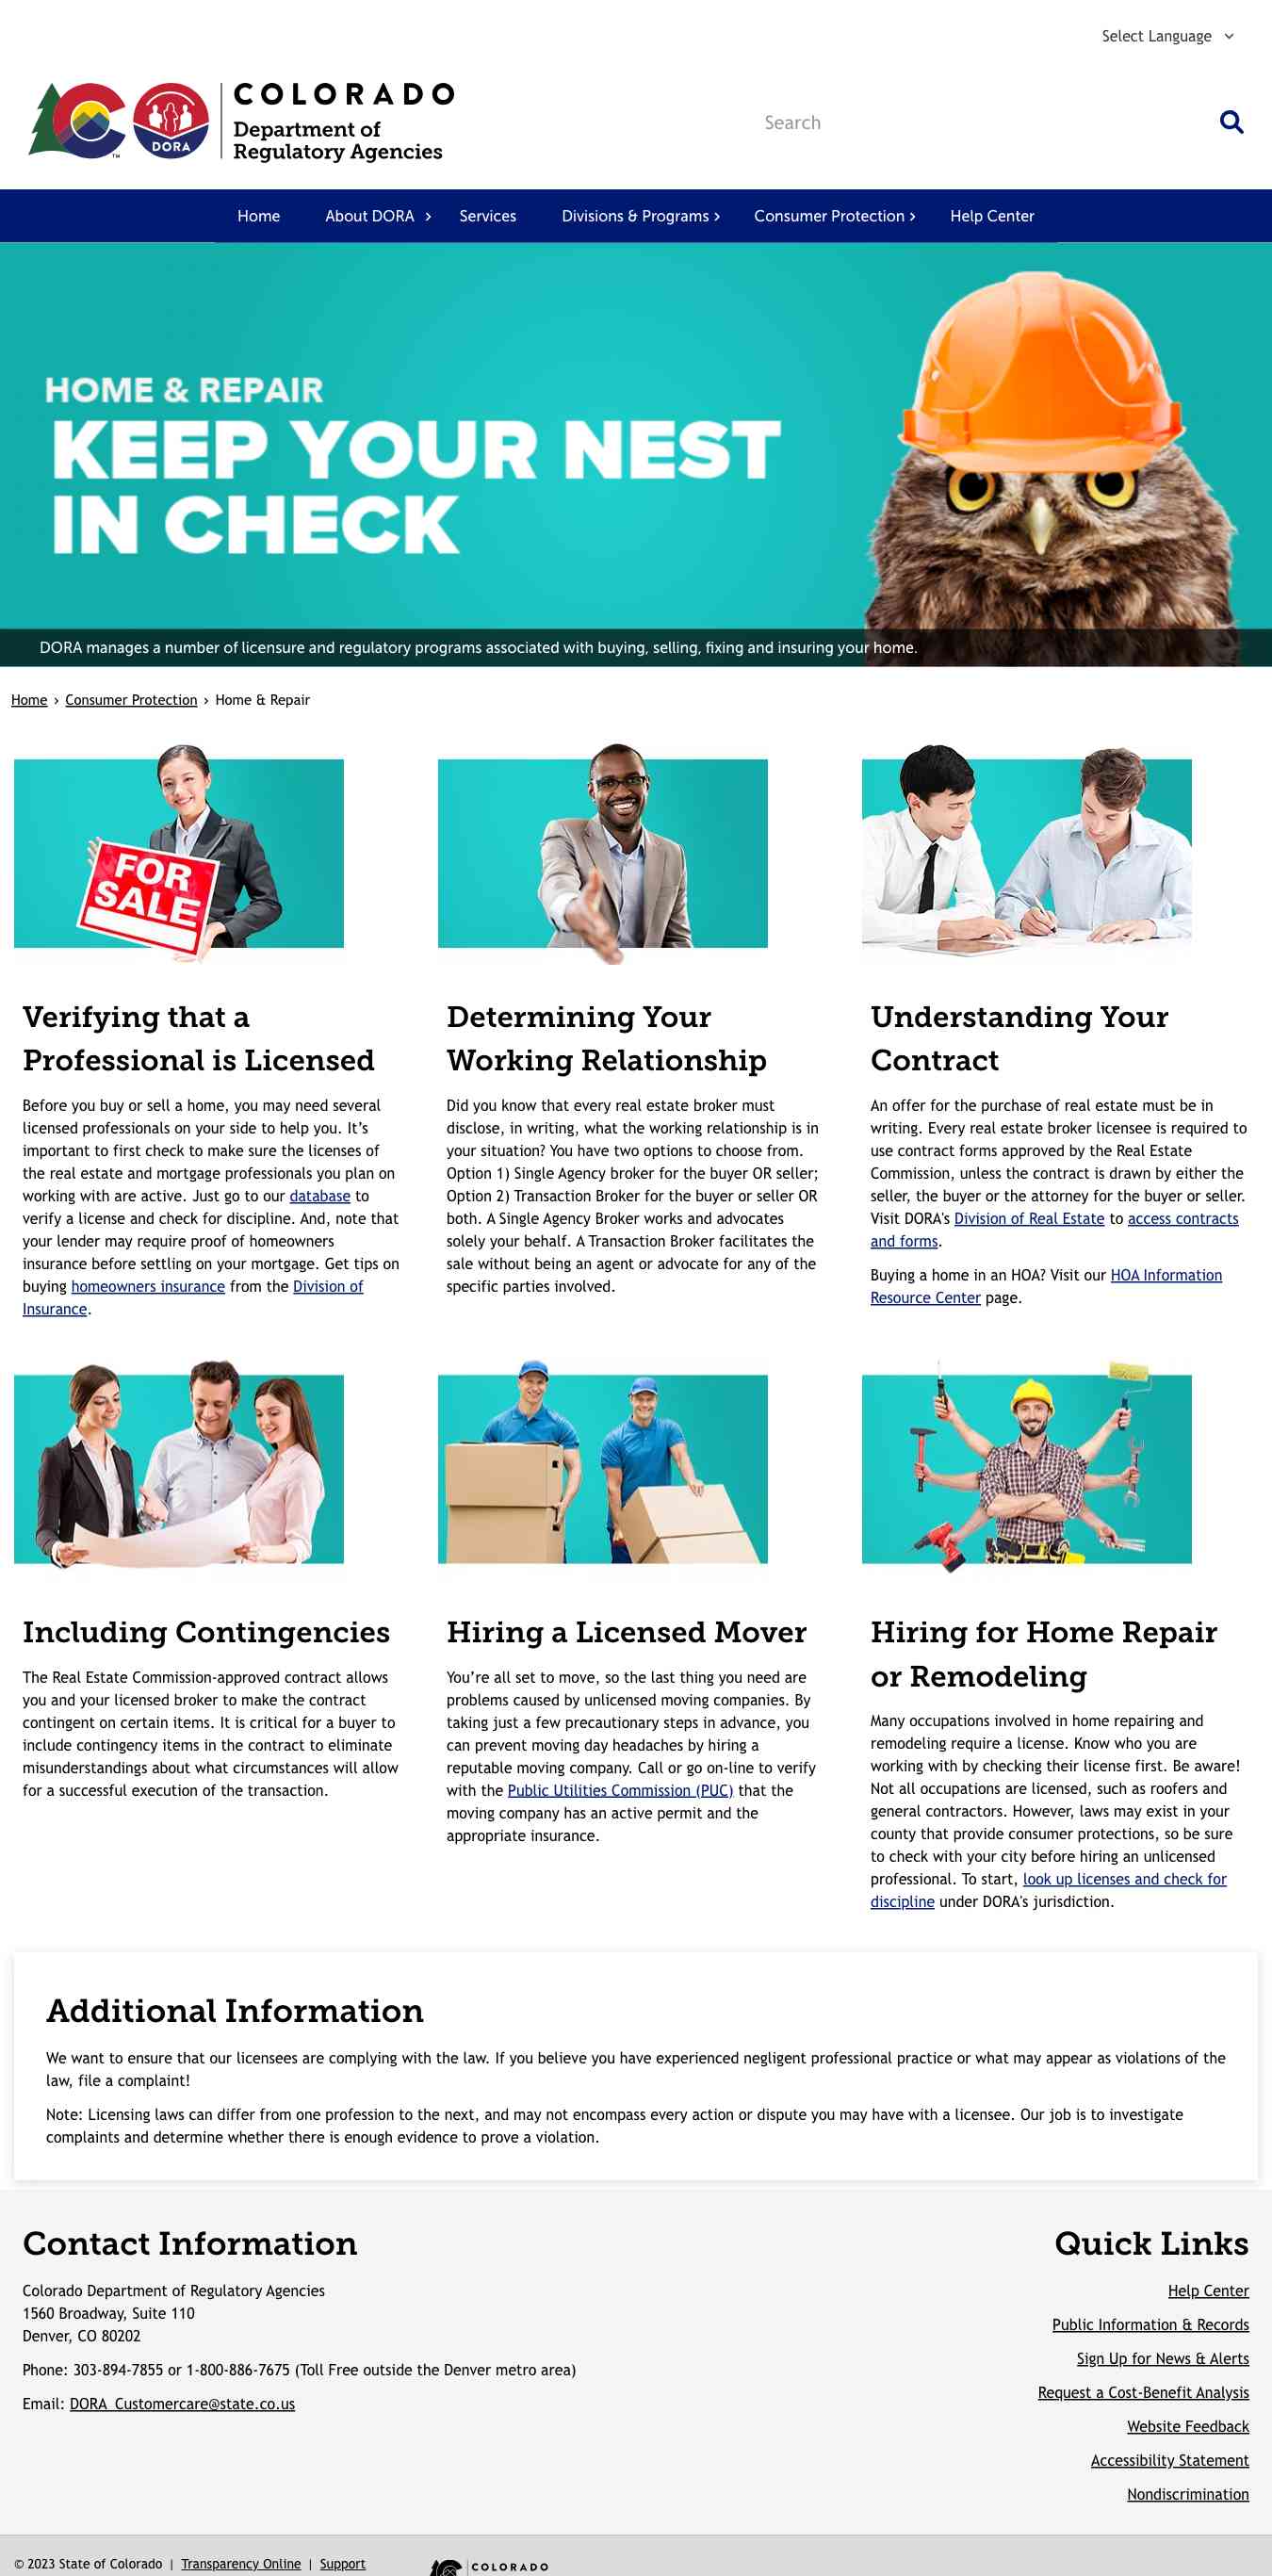 Select Language
COLORADO
Department of
Regulatory Agencies
TM
DORA
Search
Home
About DORA
Services
Divisions & Programs
Consumer Protection
Help Center
HOME & REPAIR
KEEP YOUR NEST
IN CHECK
DORA manages a number of licensure and regulatory programs associated with buying, selling, fixing and insuring your home.
Home › Consumer Protection › Home & Repair
FOR
SALE
Verifying that a
Professional is Licensed
Before you buy or sell a home, you may need several
licensed professionals on your side to help you. It's
important to first check to make sure the licenses of
the real estate and mortgage professionals you plan on
working with are active. Just go to our database to
verify a license and check for discipline. And, note that
your lender may require proof of homeowners
insurance before settling on your mortgage. Get tips on
buying homeowners insurance from the Division of
Insurance.
Determining Your
Working Relationship
Did you know that every real estate broker must
disclose, in writing, what the working relationship is in
your situation? You have two options to choose from.
Option 1) Single Agency broker for the buyer OR seller;
Option 2) Transaction Broker for the buyer or seller OR
both. A Single Agency Broker works and advocates
solely your behalf. A Transaction Broker facilitates the
sale without being an agent or advocate for any of the
specific parties involved.
Understanding Your
Contract
An offer for the purchase of real estate must be in
writing. Every real estate broker licensee is required to
use contract forms approved by the Real Estate
Commission, unless the contract is drawn by either the
seller, the buyer or the attorney for the buyer or seller.
Visit DORA's Division of Real Estate to access contracts
and forms.
Buying a home in an HOA? Visit our HOA Information
Resource Center page.
Including Contingencies
The Real Estate Commission-approved contract allows
you and your licensed broker to make the contract
contingent on certain items. It is critical for a buyer to
include contingency items in the contract to eliminate
misunderstandings about what circumstances will allow
for a successful execution of the transaction.
Hiring a Licensed Mover
You're all set to move, so the last thing you need are
problems caused by unlicensed moving companies. By
taking just a few precautionary steps in advance, you
can prevent moving day headaches by hiring a
reputable moving company. Call or go on-line to verify
with the Public Utilities Commission (PUC) that the
moving company has an active permit and the
appropriate insurance.
Hiring for Home Repair
or Remodeling
Many occupations involved in home repairing and
remodeling require a license. Know who you are
working with by checking their license first. Be aware!
Not all occupations are licensed, such as roofers and
general contractors. However, laws may exist in your
county that provide consumer protections, so be sure
to check with your city before hiring an unlicensed
professional. To start, look up licenses and check for
discipline under DORA's jurisdiction.
Additional Information
We want to ensure that our licensees are complying with the law. If you believe you have experienced negligent professional practice or what may appear as violations of the
law, file a complaint!
Note: Licensing laws can differ from one profession to the next, and may not encompass every action or dispute you may have with a licensee. Our job is to investigate
complaints and determine whether there is enough evidence to prove a violation.
Contact Information
Colorado Department of Regulatory Agencies
1560 Broadway, Suite 110
Denver, CO 80202
Phone: 303-894-7855 or 1-800-886-7675 (Toll Free outside the Denver metro area)
Email: DORA_Customercare@state.co.us
Quick Links
Help Center
Public Information & Records
Sign Up for News & Alerts
Request a Cost-Benefit Analysis
Website Feedback
Accessibility Statement
Nondiscrimination
© 2023 State of Colorado | Transparency Online | Support
COLORADO